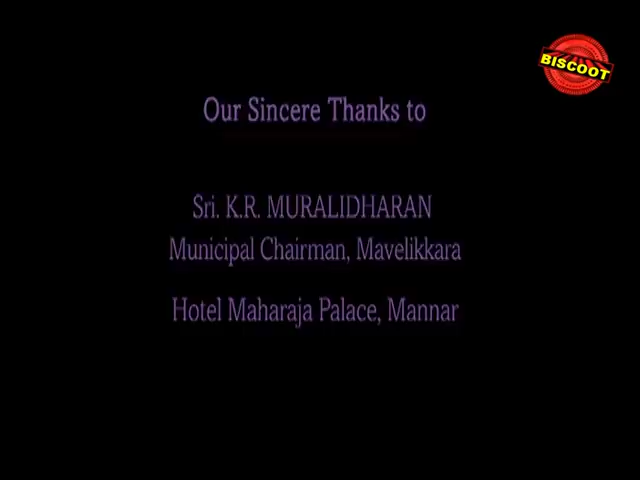 BISCOOT
Our Sincere Thanks to
Sri. K.R. MURALIDHARAN
Municipal Chairman, Mavelikkara
Hotel Maharaja Palace, Mannar